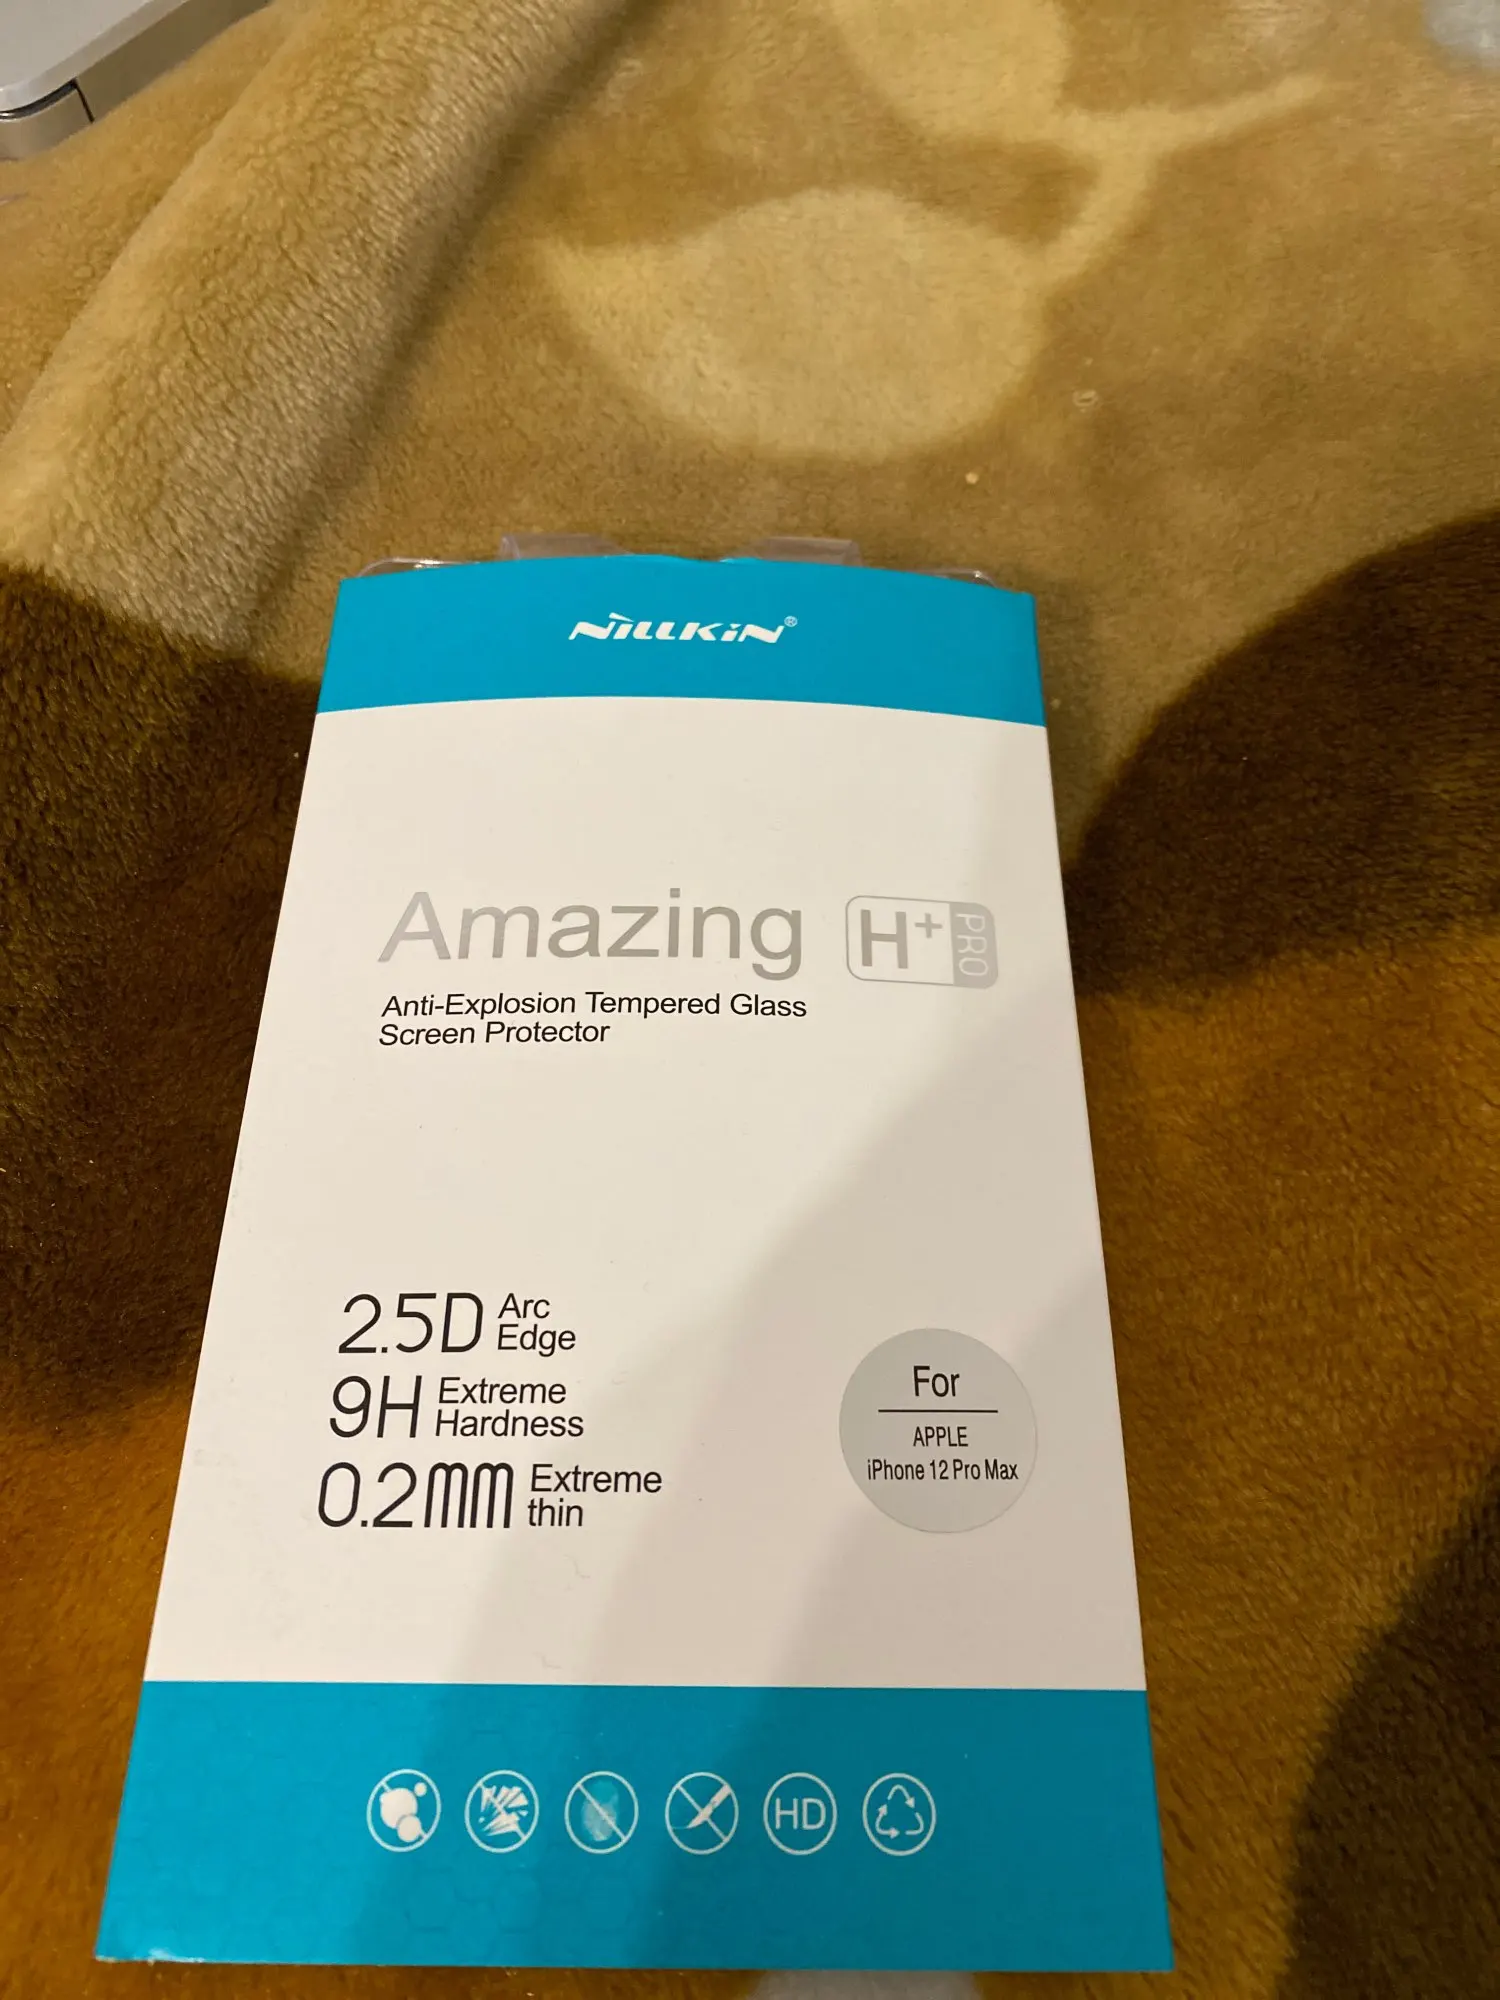 NiLLKiN®
Amazing H+ PRO
Anti-Explosion Tempered Glass
Screen Protector
2.5D Arc
Edge
9H Extreme
Hardness
0.2mm Extreme
thin
For
APPLE
iPhone 12 Pro Max
HD